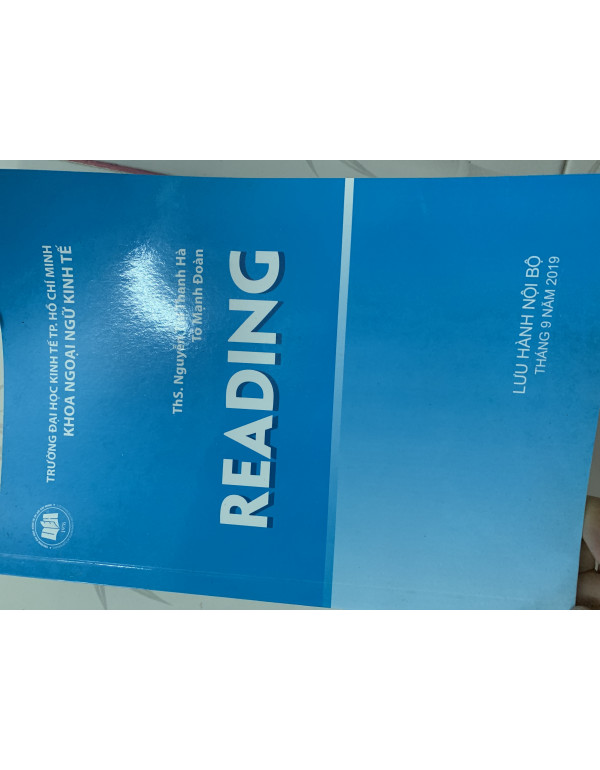 TRƯỜNG ĐẠI HỌC KINH TẾ TP. HỒ CHÍ MINH
KHOA NGOẠI NGỮ KINH TẾ
ThS. Nguyễn Thanh Hà
Tô Mạnh Đoàn
READING
LƯU HÀNH NỘI BỘ
THÁNG 9 NĂM 2019